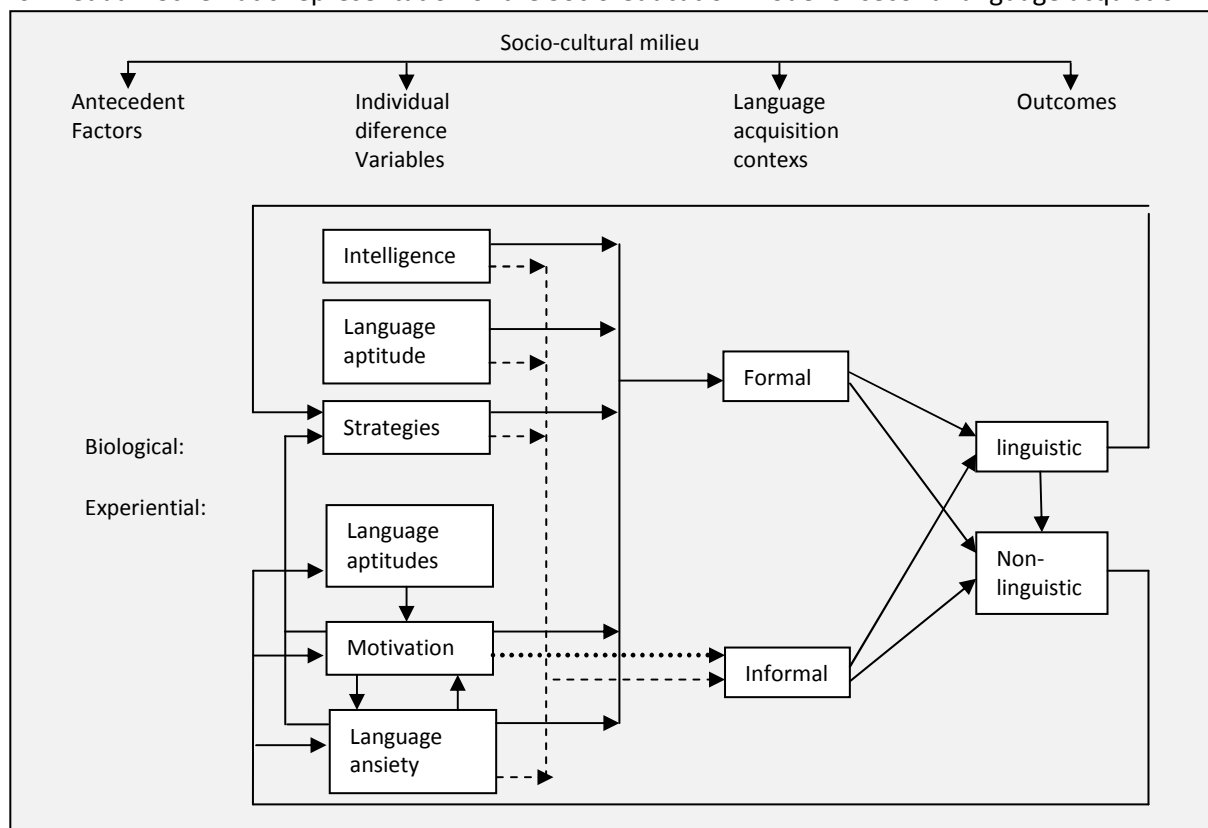 Socio-cultural milieu
Antecedent
Factors
Individual
diference
Variables
Language
acquisition
contexs
Outcomes
Intelligence
Language
aptitude
Strategies
Biological:
Experiential:
Language
aptitudes
Motivation
Language
ansiety
Formal
Informal
linguistic
Non-
linguistic